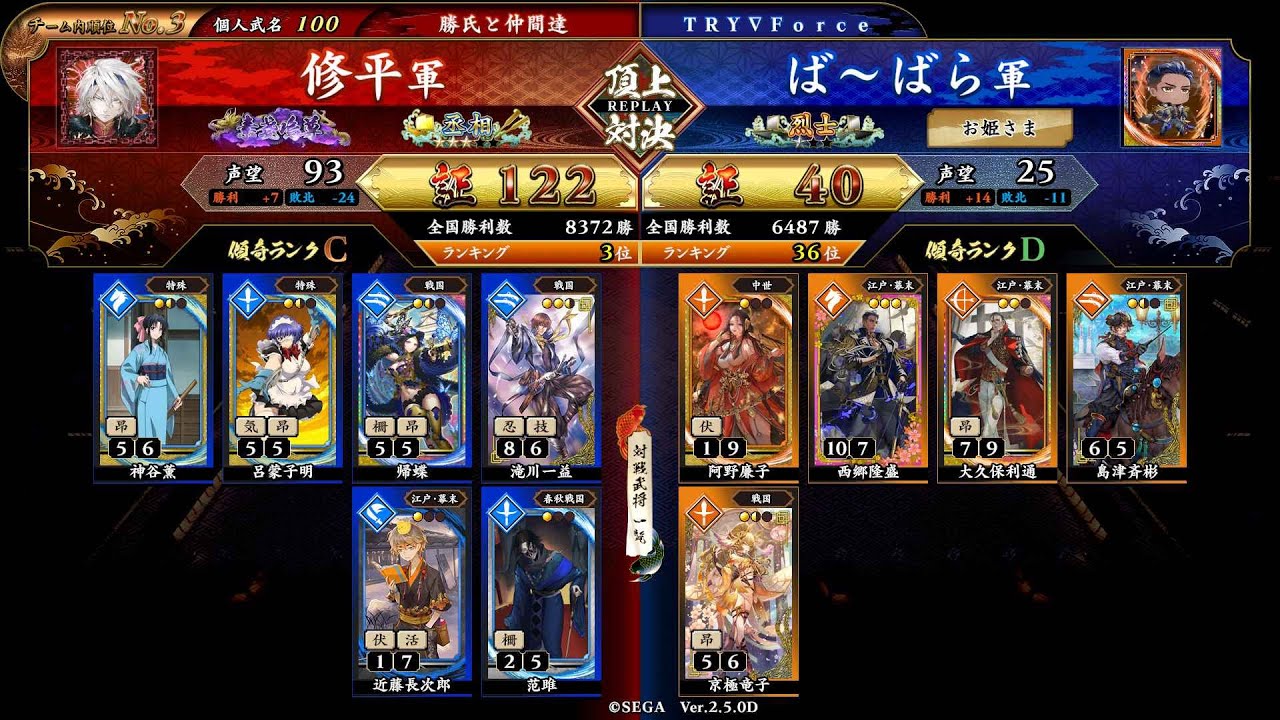 チーム内順位 No.3 個人武名 100
勝氏と仲間達
TRY∇Force
修平軍
頂上
REPLAY
対決
ば～ばら軍
丞相
烈士
お姫さま
声望 93
勝利 +7 敗北 -24
証 122
証 40
声望 25
勝利 +14 敗北 -11
全国勝利数 8372勝
全国勝利数 6487勝
傾奇ランクC
ランキング 3位
ランキング 36位
傾奇ランクD
特殊
昂
5 6
神谷薫
特殊
気 昂
5 5
呂蒙子明
戦国
柵 昂
5 5
帰蝶
戦国
忍 技
8 6
滝川一益
中世
伏
1 9
阿野廉子
江戸・幕末
10 7
西郷隆盛
江戸・幕末
昂
7 9
大久保利通
江戸・幕末
6 5
島津斉彬
対戦武将一覧
江戸・幕末
伏 活
1 7
近藤長次郎
春秋戦国
柵
2 5
范雎
戦国
昂
5 6
京極竜子
©SEGA Ver.2.5.0D